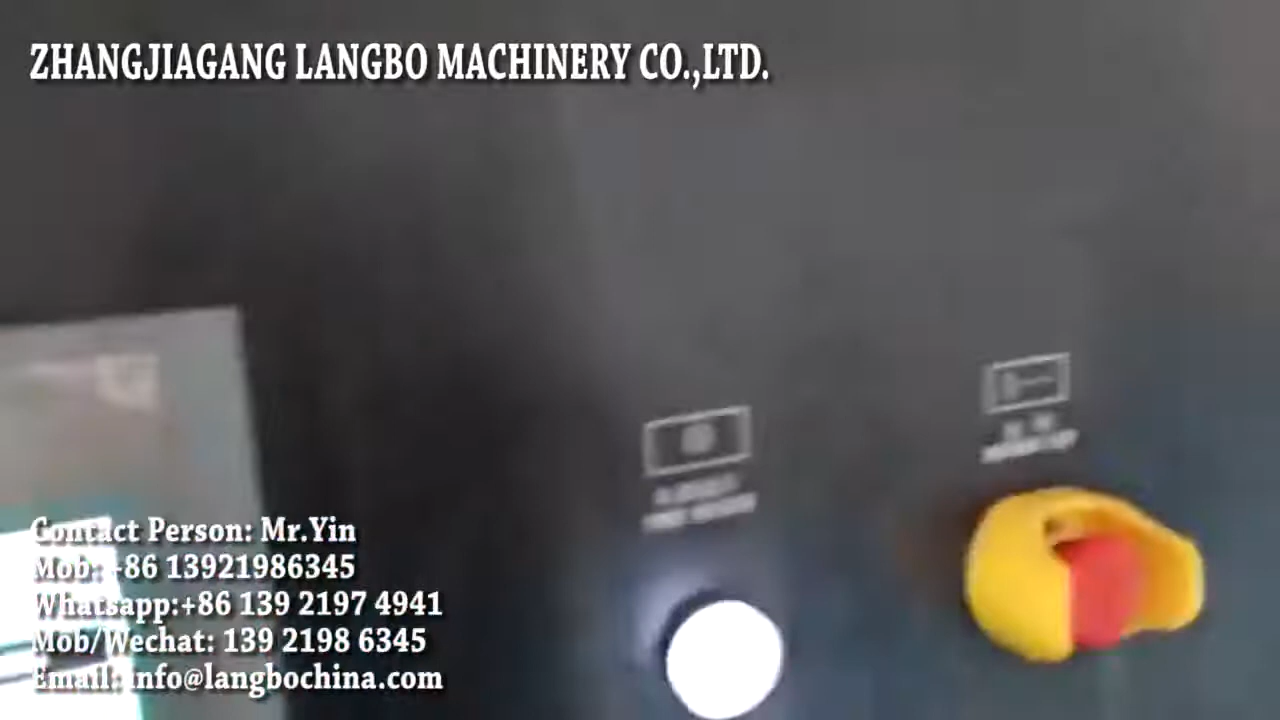 ZHANGJIAGANG LANGBO MACHINERY CO.,LTD.
Contact Person: Mr.Yin
Mob: +86 13921986345
Whatsapp:+86 139 2197 4941
Mob/Wechat: 139 2198 6345
Email: info@langbochina.com